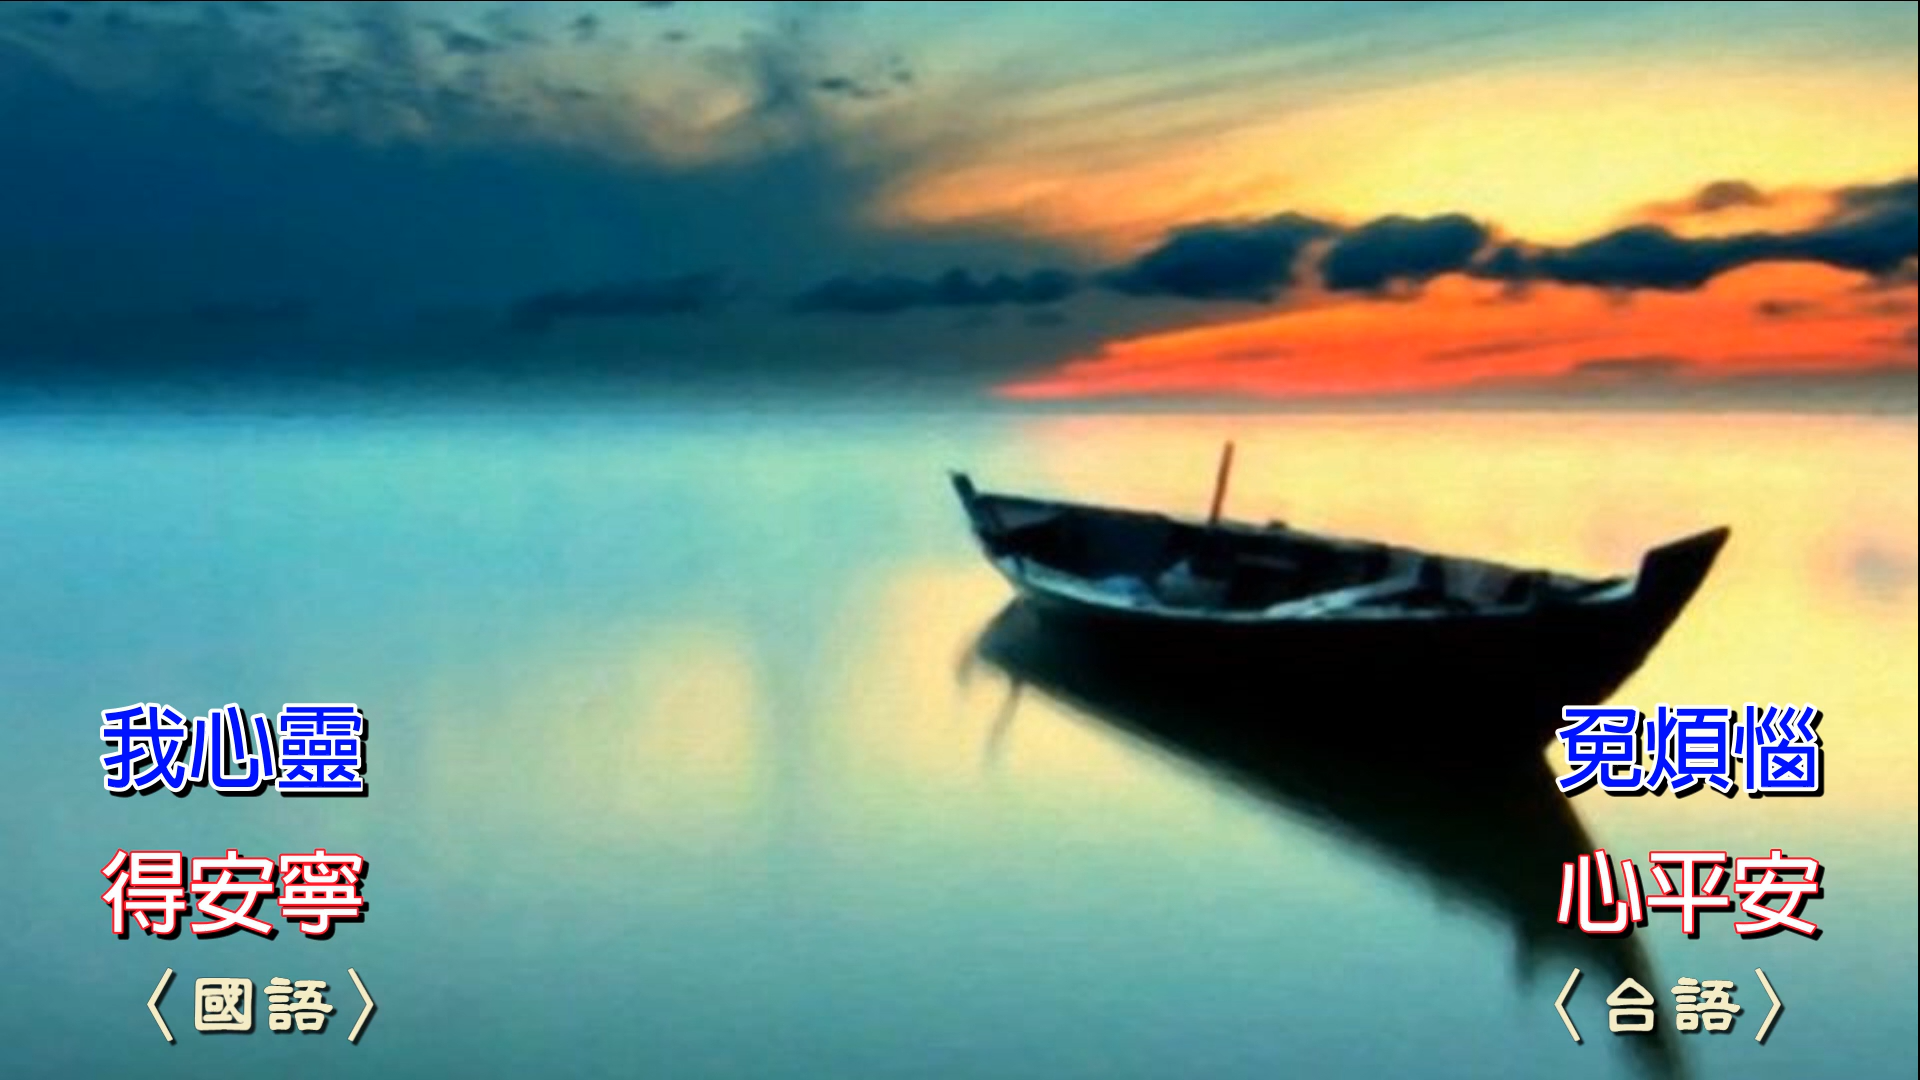 我心靈
得安寧
〈國語〉
免煩惱
心平安
〈台語〉